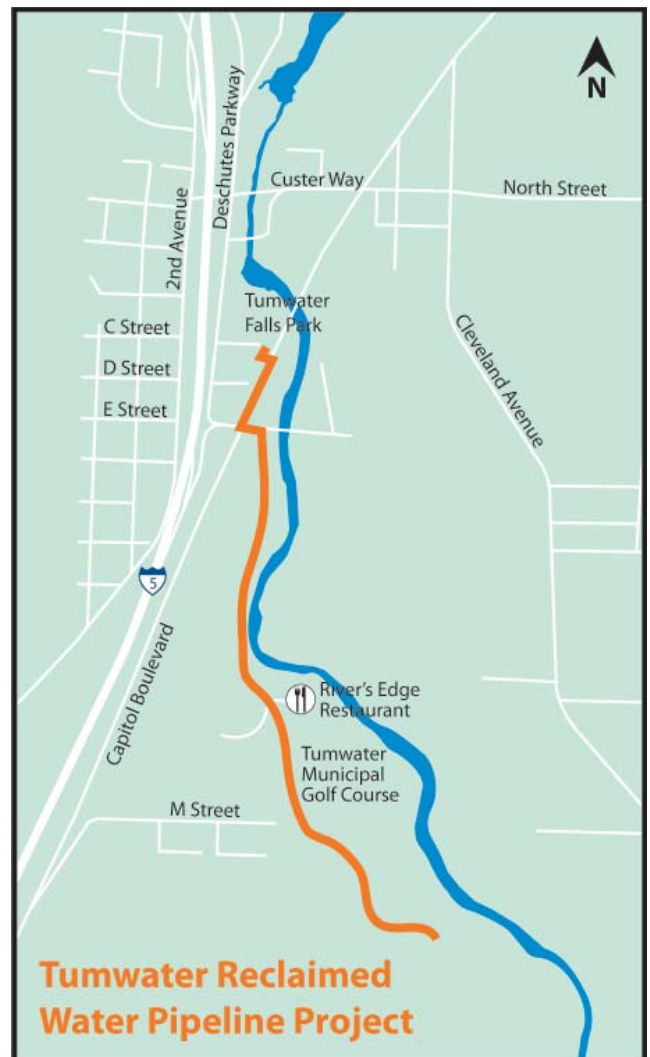 N
Deschutes Parkway
2nd Avenue
Custer Way
North Street
Tumwater
Falls Park
C Street
D Street
E Street
Cleveland Avenue
5
Capitol Boulevard
River's Edge
Restaurant
Tumwater
Municipal
Golf Course
M Street
Tumwater Reclaimed
Water Pipeline Project